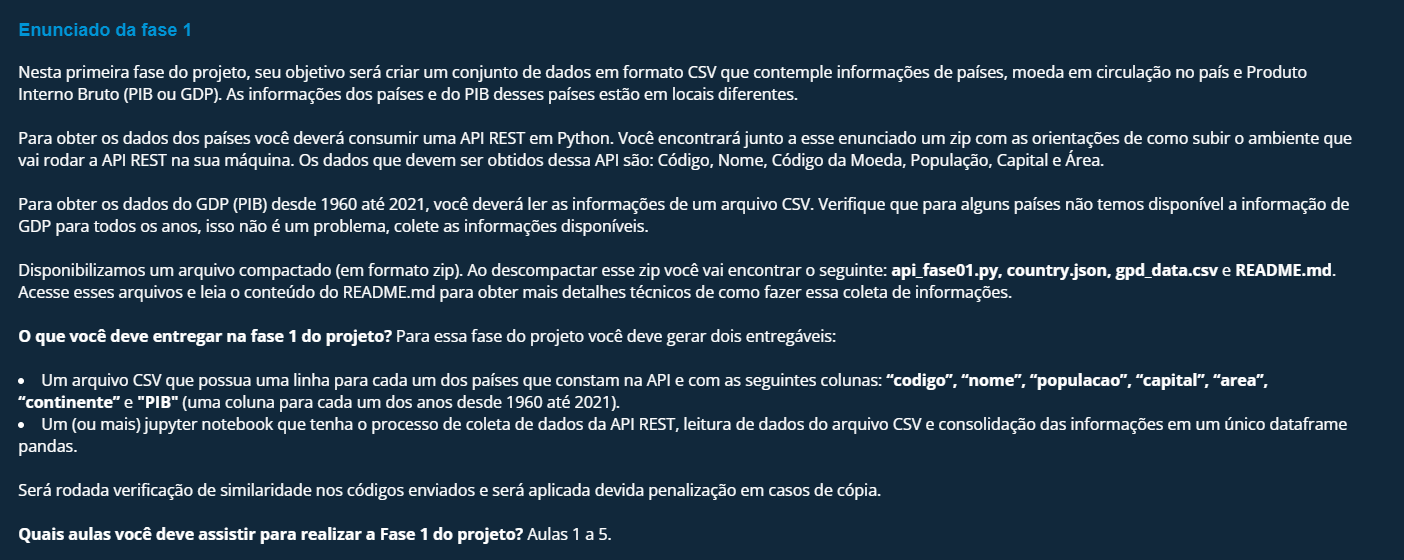 Enunciado da fase 1
Nesta primeira fase do projeto, seu objetivo será criar um conjunto de dados em formato CSV que contemple informações de países, moeda em circulação no país e Produto
Interno Bruto (PIB ou GDP). As informações dos países e do PIB desses países estão em locais diferentes.
Para obter os dados dos países você deverá consumir uma API REST em Python. Você encontrará junto a esse enunciado um zip com as orientações de como subir o ambiente que
vai rodar a API REST na sua máquina. Os dados que devem ser obtidos dessa API são: Código, Nome, Código da Moeda, População, Capital e Área.
Para obter os dados do GDP (PIB) desde 1960 até 2021, você deverá ler as informações de um arquivo CSV. Verifique que para alguns países não temos disponível a informação de
GDP para todos os anos, isso não é um problema, colete as informações disponíveis.
Disponibilizamos um arquivo compactado (em formato zip). Ao descompactar esse zip você vai encontrar o seguinte: api_fase01.py, country.json, gpd_data.csv e README.md.
Acesse esses arquivos e leia o conteúdo do README.md para obter mais detalhes técnicos de como fazer essa coleta de informações.
O que você deve entregar na fase 1 do projeto? Para essa fase do projeto você deve gerar dois entregáveis:
• Um arquivo CSV que possua uma linha para cada um dos países que constam na API e com as seguintes colunas: “codigo”, “nome”, “populacao”, “capital”, “area”,
“continente” e "PIB" (uma coluna para cada um dos anos desde 1960 até 2021).
• Um (ou mais) jupyter notebook que tenha o processo de coleta de dados da API REST, leitura de dados do arquivo CSV e consolidação das informações em um único dataframe
pandas.
Será rodada verificação de similaridade nos códigos enviados e será aplicada devida penalização em casos de cópia.
Quais aulas você deve assistir para realizar a Fase 1 do projeto? Aulas 1 a 5.